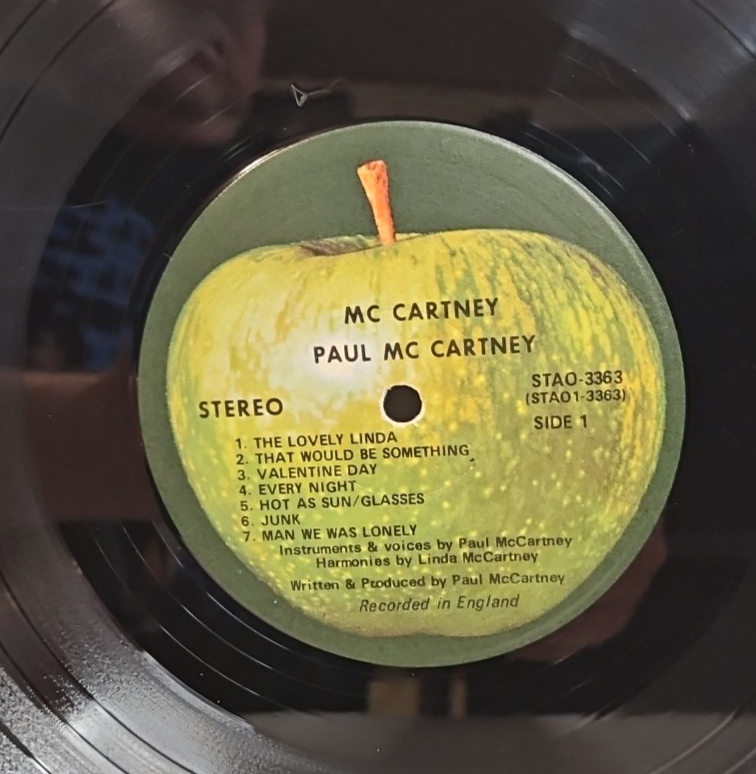 MC CARTNEY
PAUL MC CARTNEY
STEREO
STAO-3363
(STAO1-3363)
SIDE 1
1. THE LOVELY LINDA
2. THAT WOULD BE SOMETHING
3. VALENTINE DAY
4. EVERY NIGHT
5. HOT AS SUN/GLASSES
6. JUNK
7. MAN WE WAS LONELY
Instruments & voices by Paul McCartney
Harmonies by Linda McCartney
Written & Produced by Paul McCartney
Recorded in England